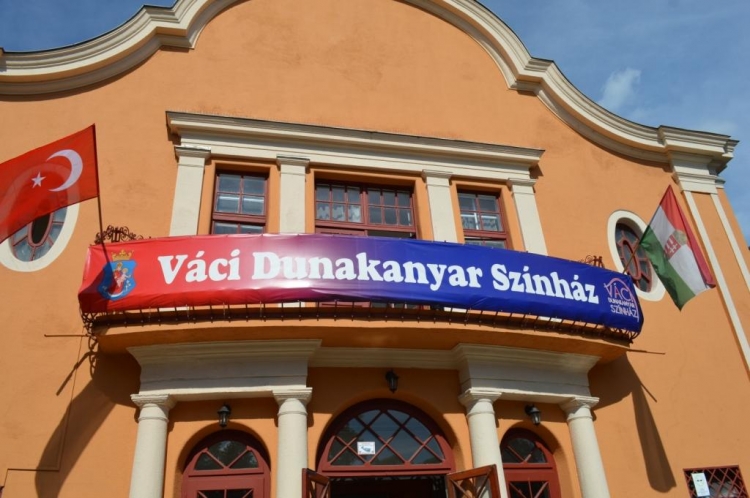 Váci Dunakanyar Színház
VÁCI
DUNAKANYAR
SZÍNHÁZ